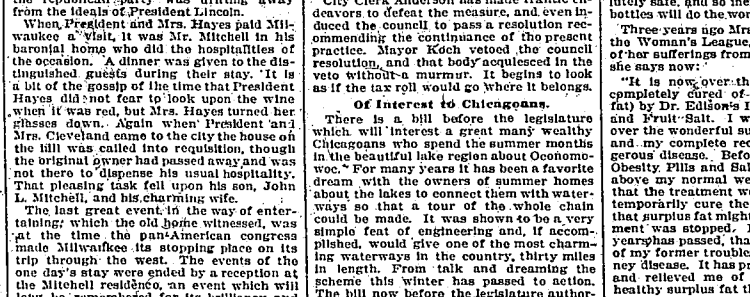 from the ideals of President Lincoln.
When President and Mrs. Hayes paid Mil-
waukee a visit, it was Mr. Mitchell in his
baronial home who did the hospitalities of
the occasion. A dinner was given to the dis-
tinguished guests during their stay. It is
a bit of the gossip of the time that President
Hayes did not fear to look upon the wine
when it was red, but Mrs. Hayes turned her
glasses down. Again when President and
Mrs. Cleveland came to the city the house on
the hill was called into requisition, though
the original owner had passed away and was
not there to dispense his usual hospitality.
That pleasing task fell upon his son, John
L. Mitchell, and his charming wife.
The last great event in the way of enter-
taining which the old home witnessed, was
at the time the pan-American congress
made Milwaukee its stopping place on its
trip through the west. The events of the
one day's stay were ended by a reception at
the Mitchell residence, an event which will
City Clerk Anderson has made frantic en-
deavors to defeat the measure, and even in-
duced the council to pass a resolution rec-
ommending the continuance of the present
practice. Mayor Koch vetoed the council
resolution, and that body acquiesced in the
veto without a murmur. It begins to look
as if the tax roll would go where it belongs.
Of Interest to Chicagoans.
There is a bill before the legislature
which will interest a great many wealthy
Chicagoans who spend the summer months
in the beautiful lake region about Oconomo-
woc. For many years it has been a favorite
dream with the owners of summer homes
about the lakes to connect them with water-
ways so that a tour of the whole chain
could be made. It was shown to be a very
simple feat of engineering and, if accom-
plished, would give one of the most charm-
ing waterways in the country, thirty miles
in length. From talk and dreaming the
scheme this winter has passed to action.
The bill now before the legislature author-
lutely safe, and so
bottles will do the wor
Three years ago Mrs
the Woman's League,
of her sufferings from
she says now:
"It is now over th
completely cured of
fat) by Dr. Edison's
and Fruit Salt. I w
over the wonderful su
and my complete rec
gerous disease. Befo
Obesity Pills and Sal
above my normal we
that the treatment w
temporarily cure the
that surplus fat might
ment was stopped. I
years has passed, tha
of my former trouble
ney disease. It has p
and relieved me of
healthy surplus fat